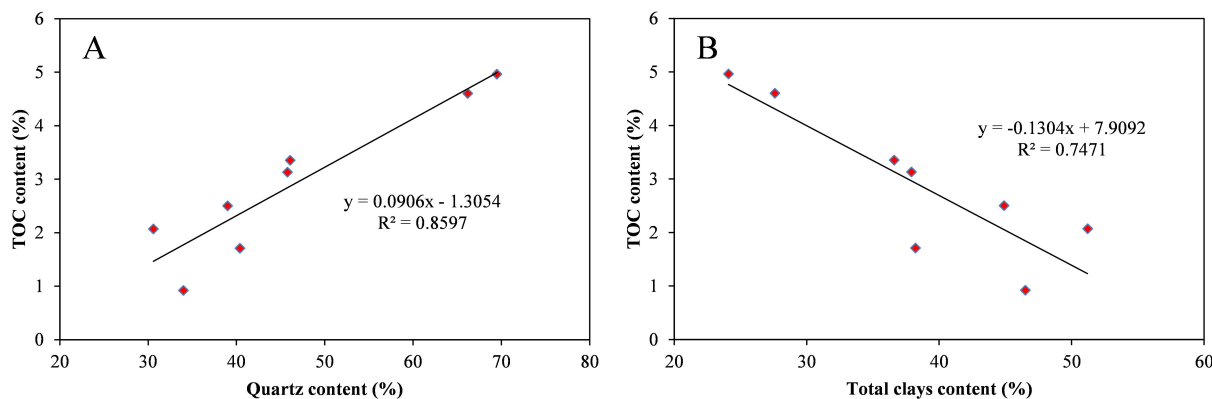 A
TOC content (%)
6
5
4
3
2
1
0
y = 0.0906x - 1.3054
R² = 0.8597
20 30 40 50 60 70 80
Quartz content (%)
B
TOC content (%)
6
5
4
3
2
1
0
y = -0.1304x + 7.9092
R² = 0.7471
20 40 60
Total clays content (%)